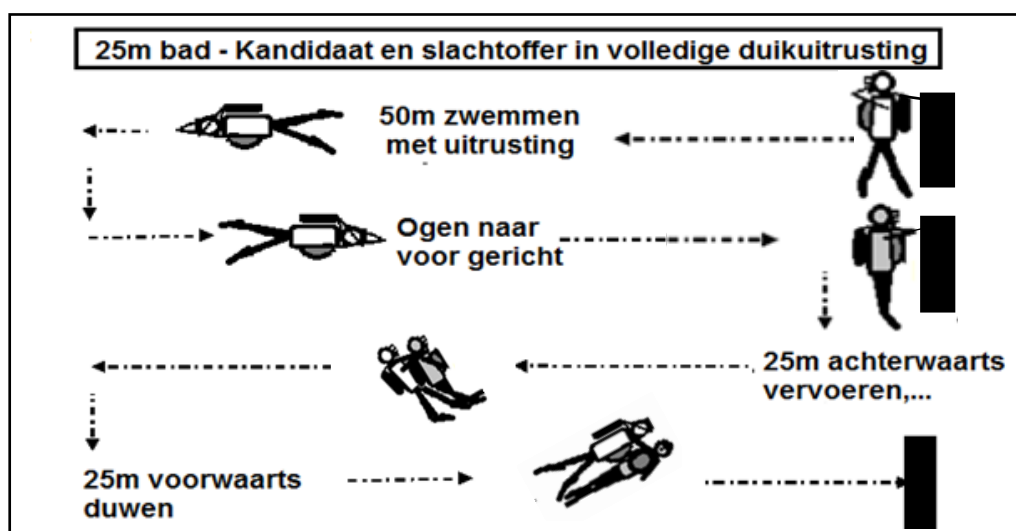 25m bad - Kandidaat en slachtoffer in volledige duikuitrusting
50m zwemmen
met uitrusting
Ogen naar
voor gericht
25m achterwaarts
vervoeren,...
25m voorwaarts
duwen